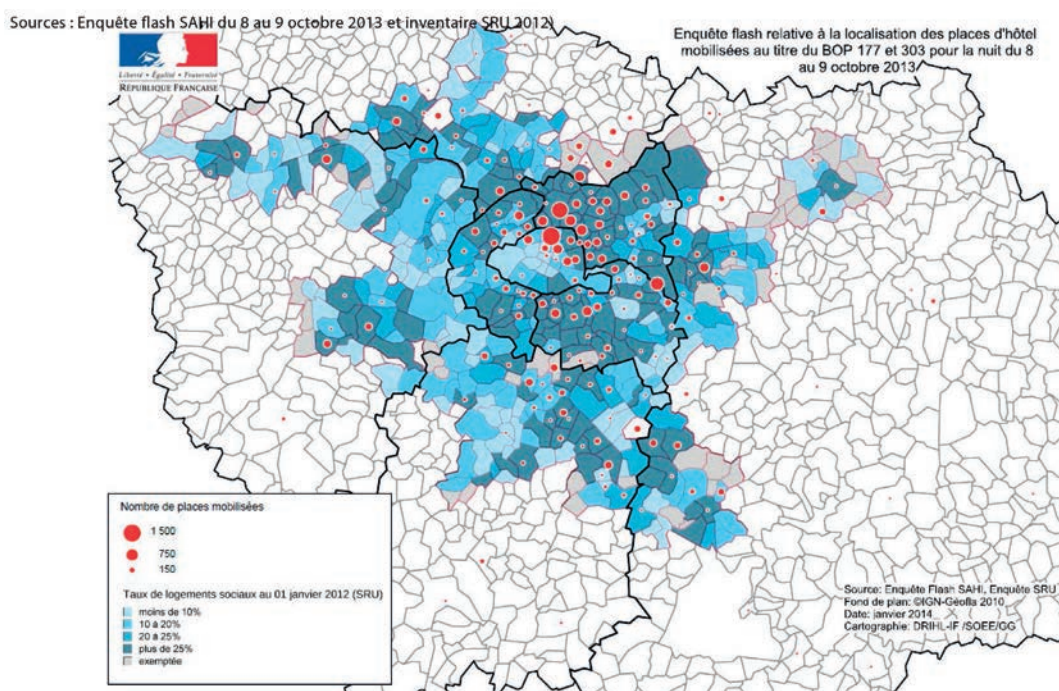 Sources : Enquête flash SAHI du 8 au 9 octobre 2013 et inventaire SRU 2012)
Enquête flash relative à la localisation des places d'hôtel
mobilisées au titre du BOP 177 et 303 pour la nuit du 8
au 9 octobre 2013
Liberté • Égalité • Fraternité
RÉPUBLIQUE FRANÇAISE
Nombre de places mobilisées
1 500
750
150
Taux de logements sociaux au 01 janvier 2012 (SRU)
moins de 10%
10 à 20%
20 à 25%
plus de 25%
exemptée
Source: Enquête Flash SAHI, Enquête SRU
Fond de plan: ©IGN-Géofla 2010
Date: janvier 2014
Cartographie: DRIHL-IF /SOEE/GG